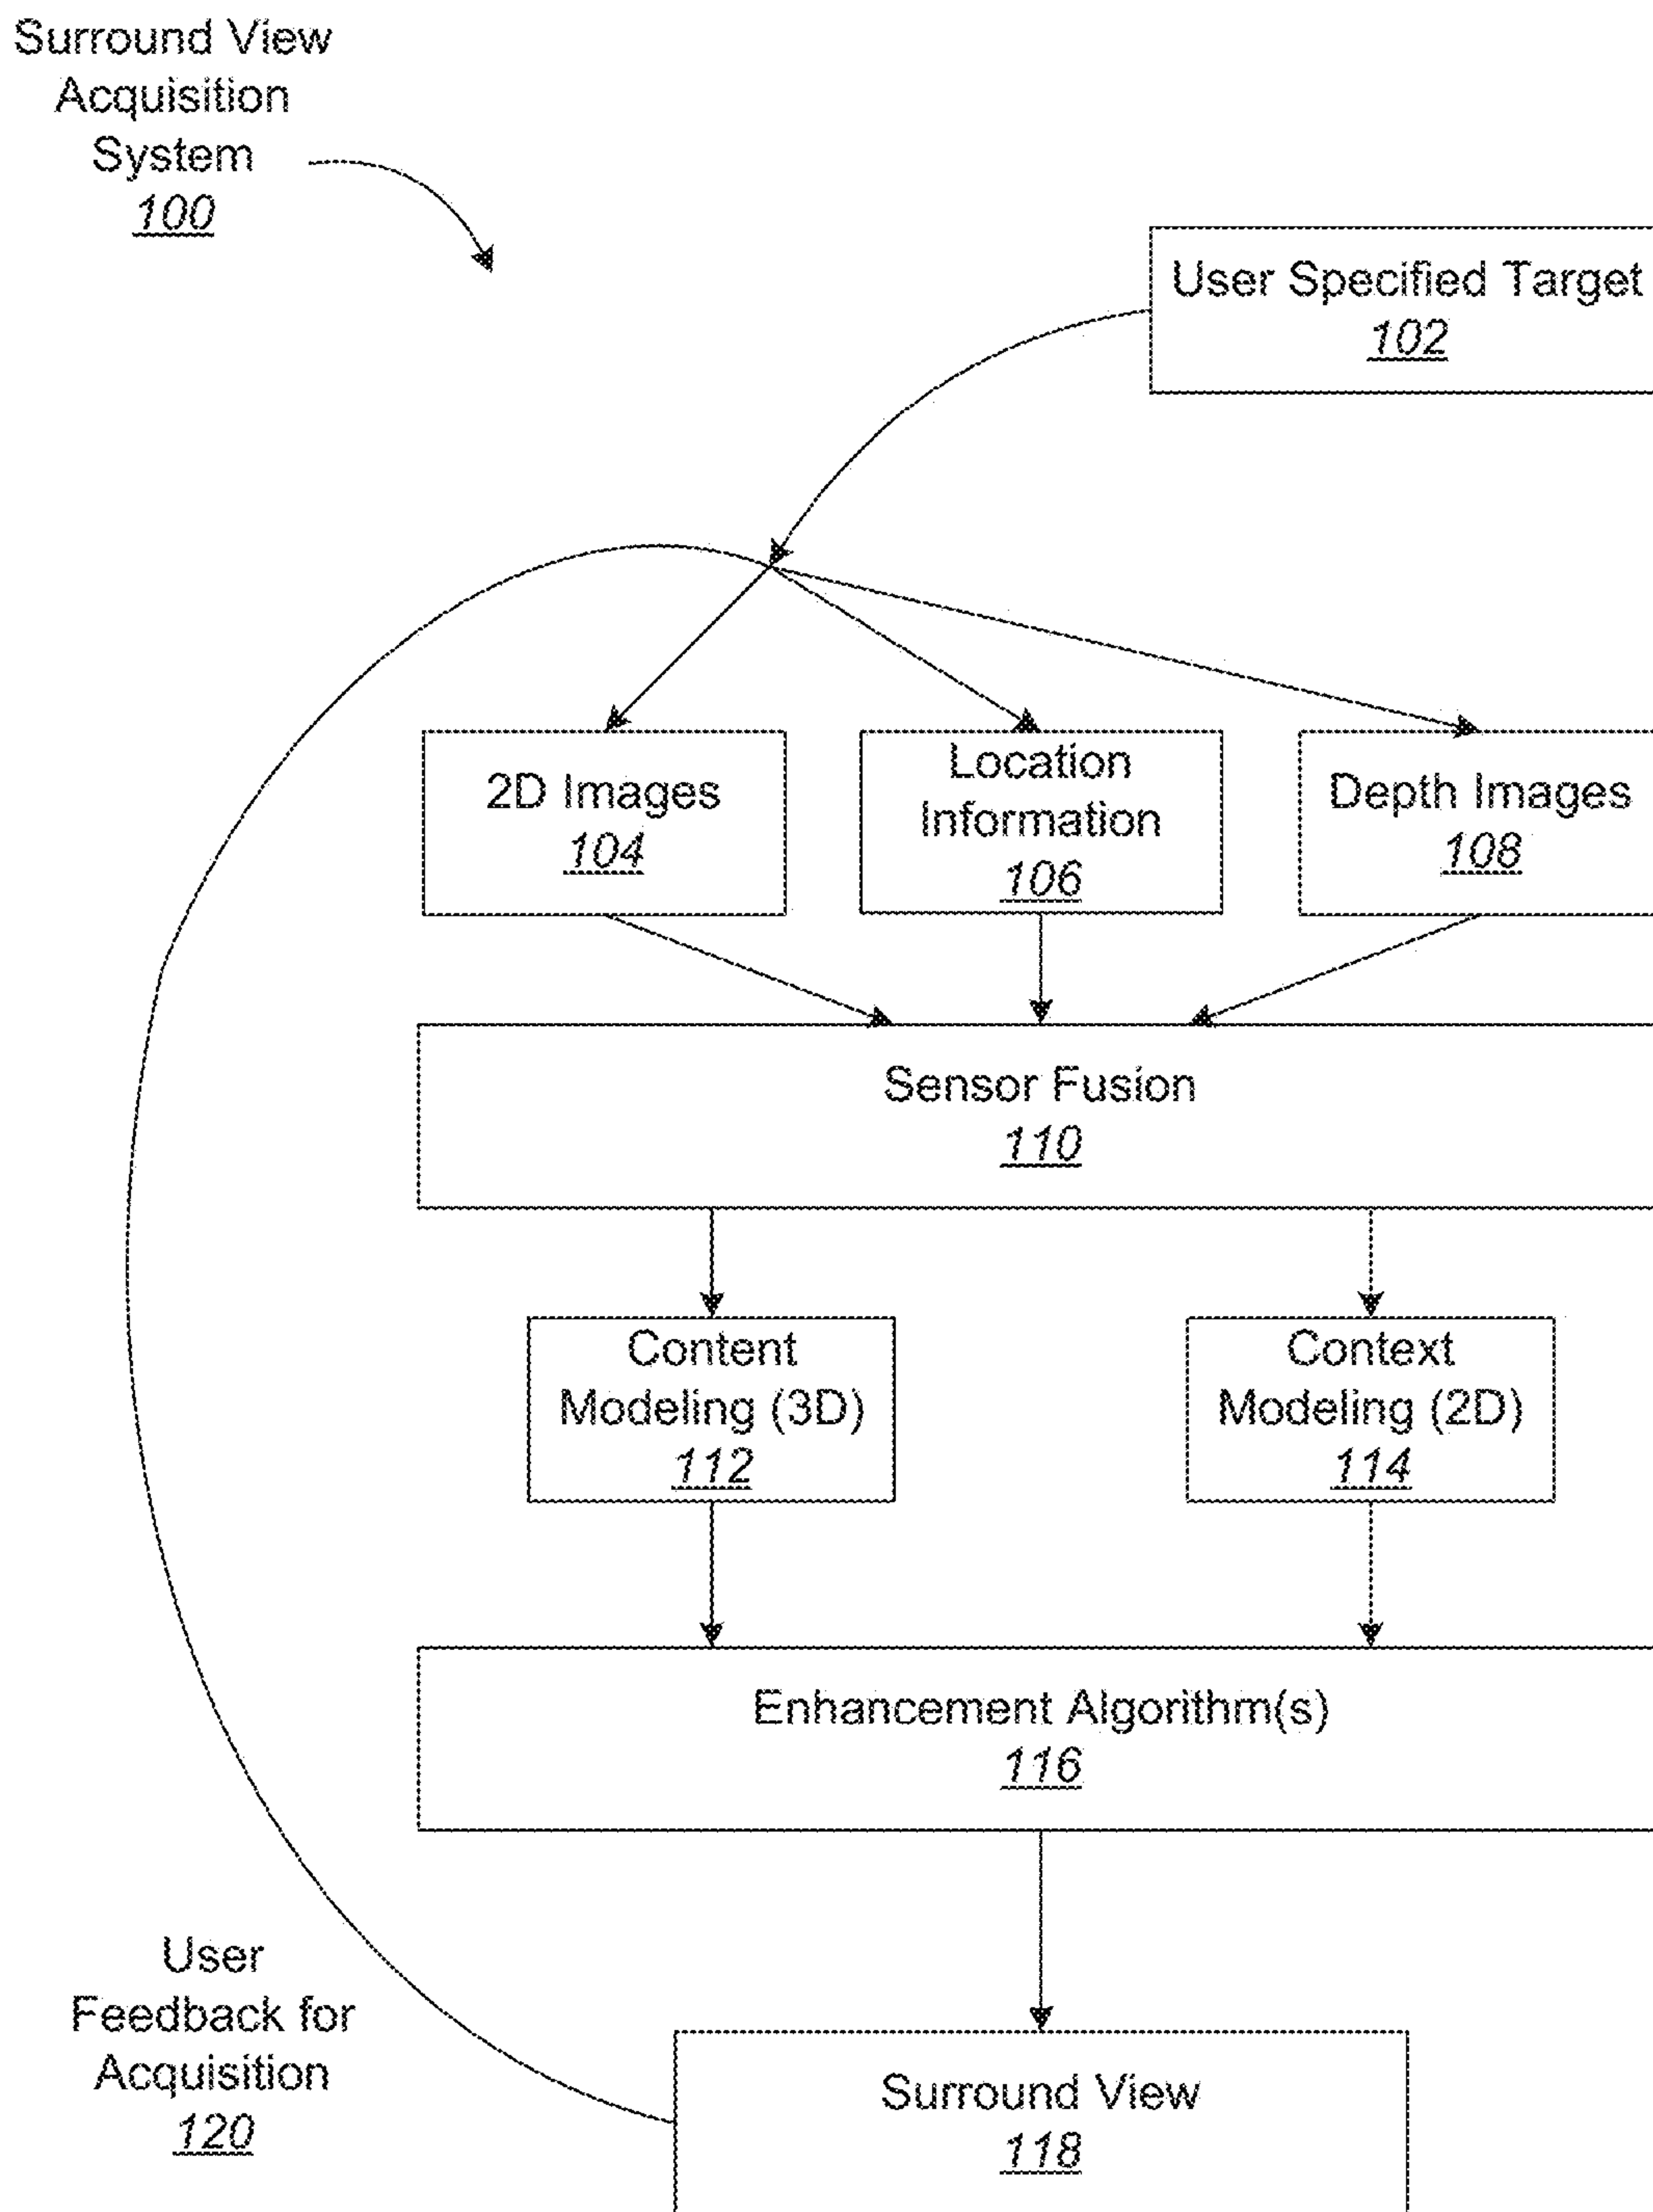 Surround View
Acquisition
System
100
User Specified Target
102
2D Images
104
Location
Information
106
Depth Images
108
Sensor Fusion
110
Content
Modeling (3D)
112
Context
Modeling (2D)
114
Enhancement Algorithm(s)
116
User
Feedback for
Acquisition
120
Surround View
118